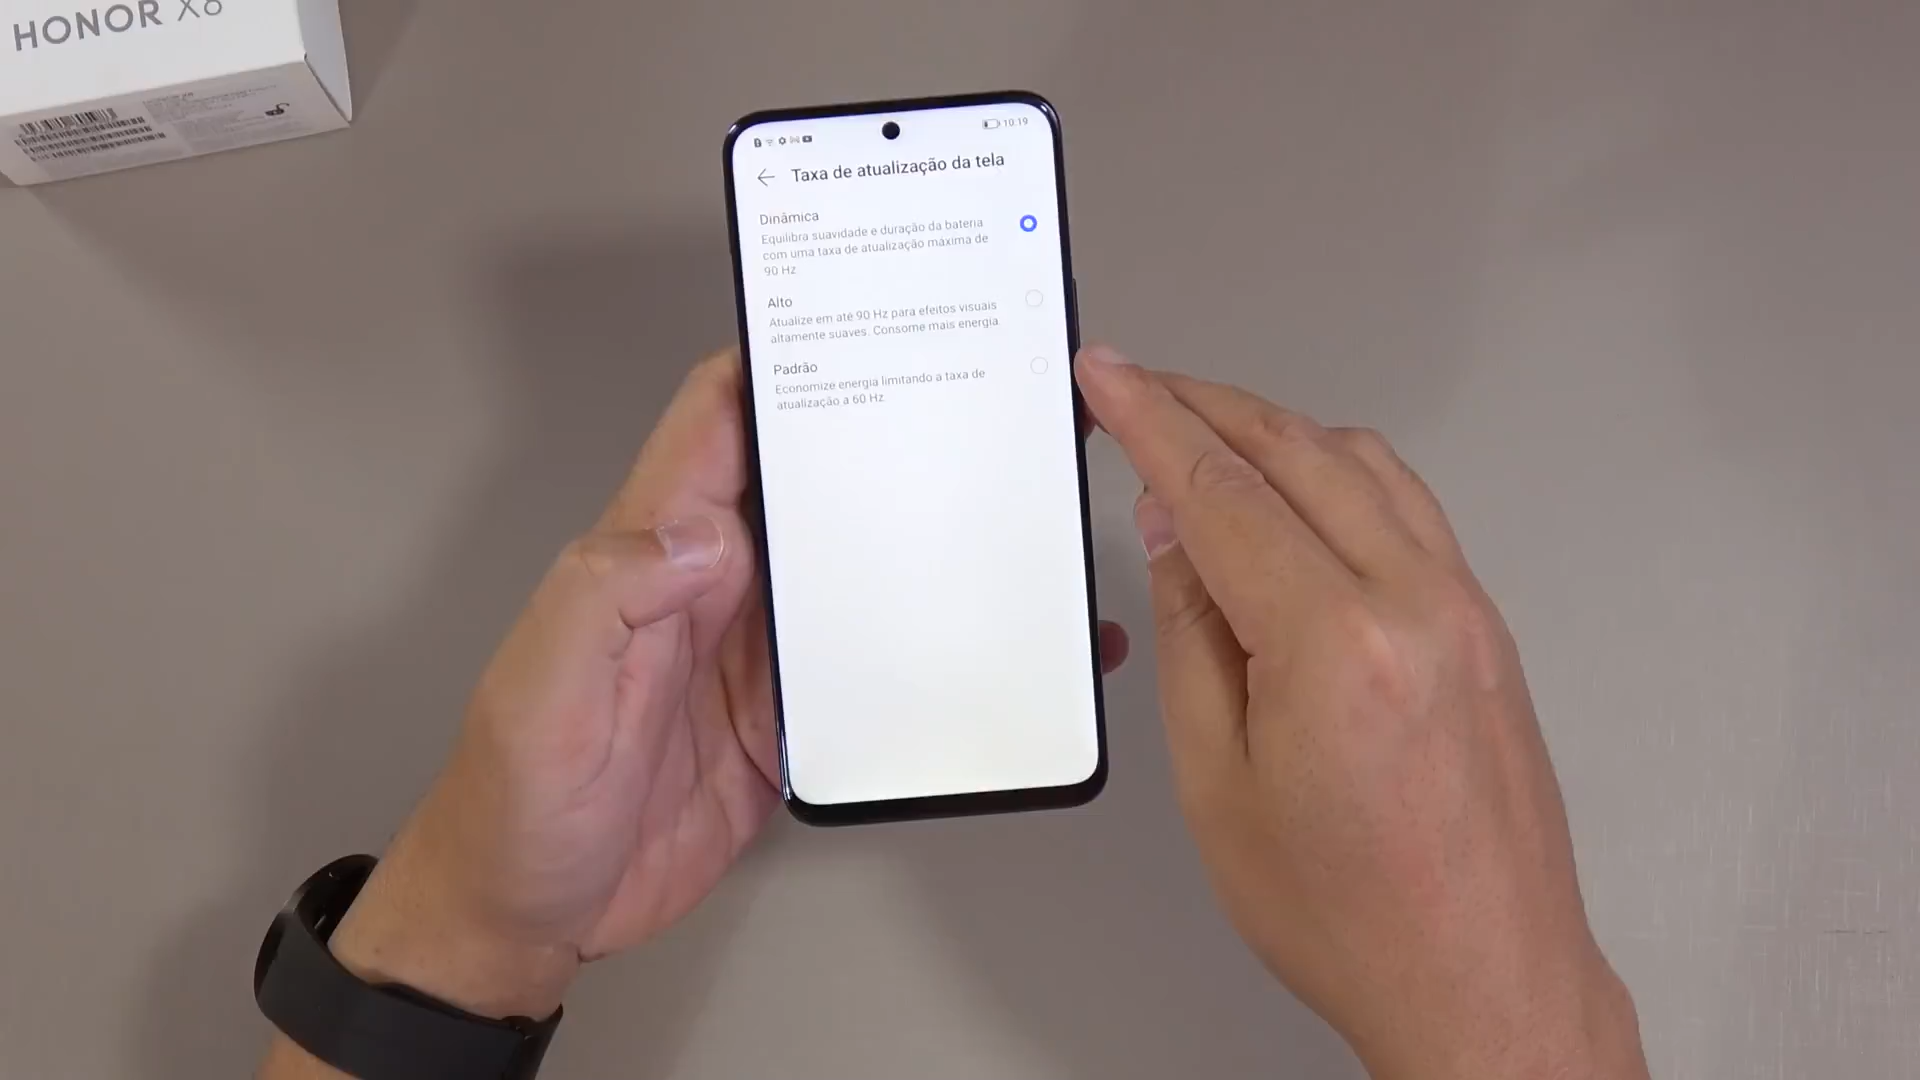 HONOR X8
10:19
Taxa de atualização da tela
Dinâmica
Equilibra suavidade e duração da bateria
com uma taxa de atualização máxima de
90 Hz
Alto
Atualize em até 90 Hz para efeitos visuais
altamente suaves. Consome mais energia.
Padrão
Economize energia limitando a taxa de
atualização a 60 Hz